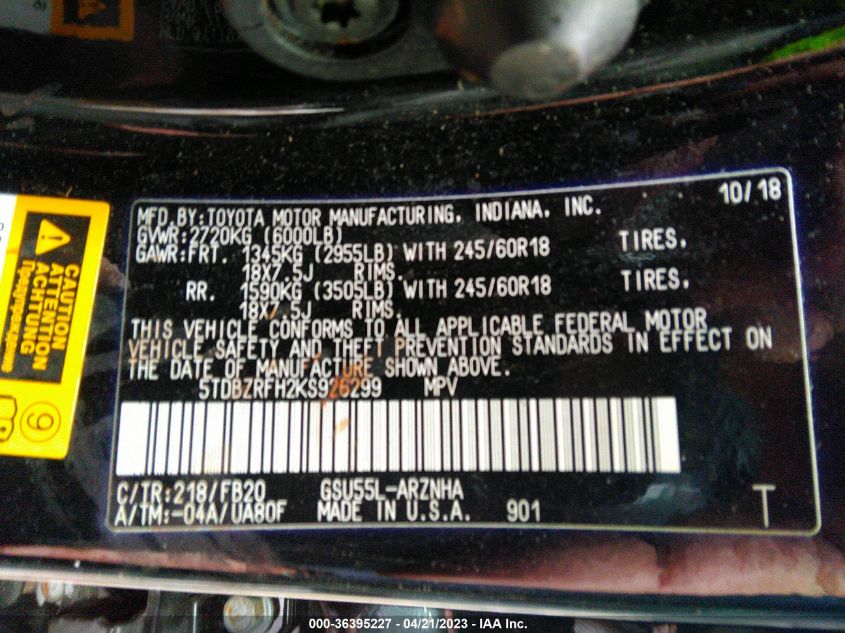 10/18
MFD.BY:TOYOTA MOTOR MANUFACTURING, INDIANA, INC.
GVWR:2720KG (6000LB)
GAWR:FRT. 1345KG (2955LB) WITH 245/60R18 TIRES,
18X7.5J RIMS.
RR. 1590KG (3505LB) WITH 245/60R18 TIRES,
18X7.5J RIMS.
THIS VEHICLE CONFORMS TO ALL APPLICABLE FEDERAL MOTOR
VEHICLE SAFETY AND THEFT PREVENTION STANDARDS IN EFFECT ON
THE DATE OF MANUFACTURE SHOWN ABOVE.
5TDBZRFH2KS926299 MPV
C/TR:218/FB20 GSU55L-ARZNHA
A/TM:-04A/UA80F MADE IN U.S.A. 901 T
CAUTION
ATTENTION
ACHTUNG
Предупреждение
9
000-36395227 - 04/21/2023 - IAA Inc.